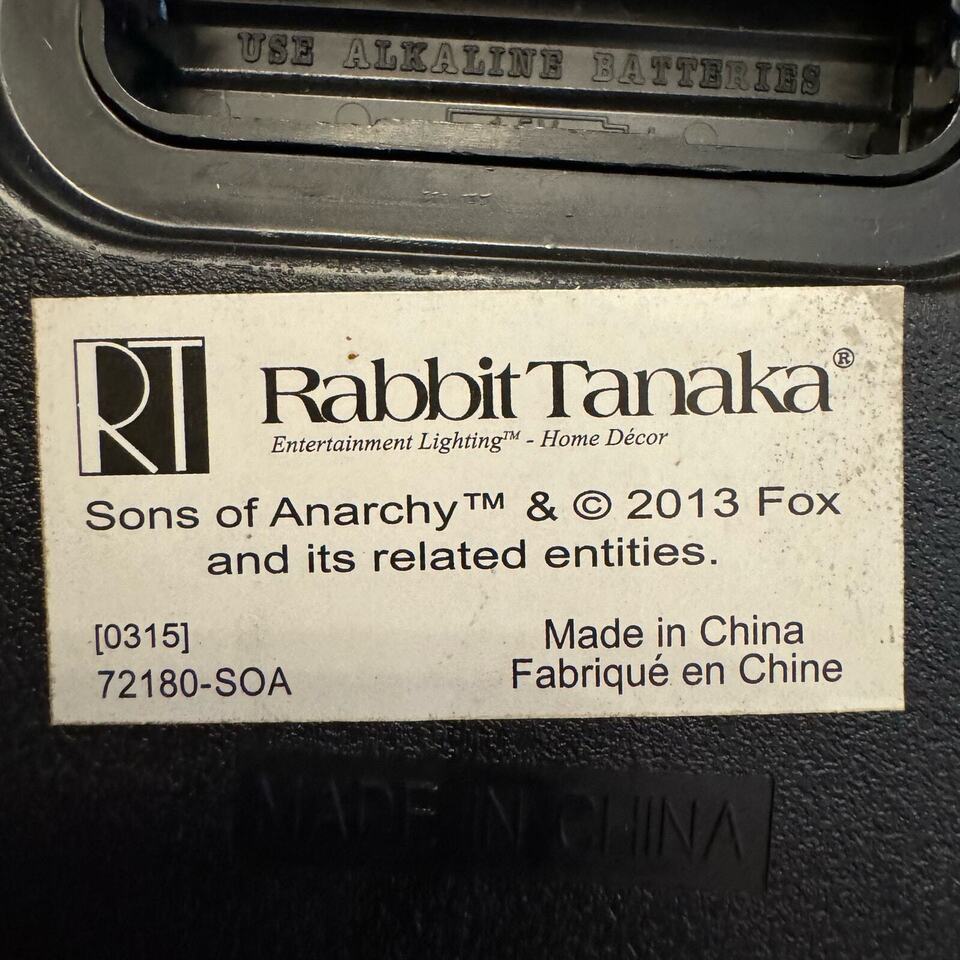 USE ALKALINE BATTERIES
RT
Rabbit Tanaka®
Entertainment Lighting™ - Home Décor
Sons of Anarchy™ & © 2013 Fox
and its related entities.
[0315]
72180-SOA
Made in China
Fabriqué en Chine
MADE IN CHINA